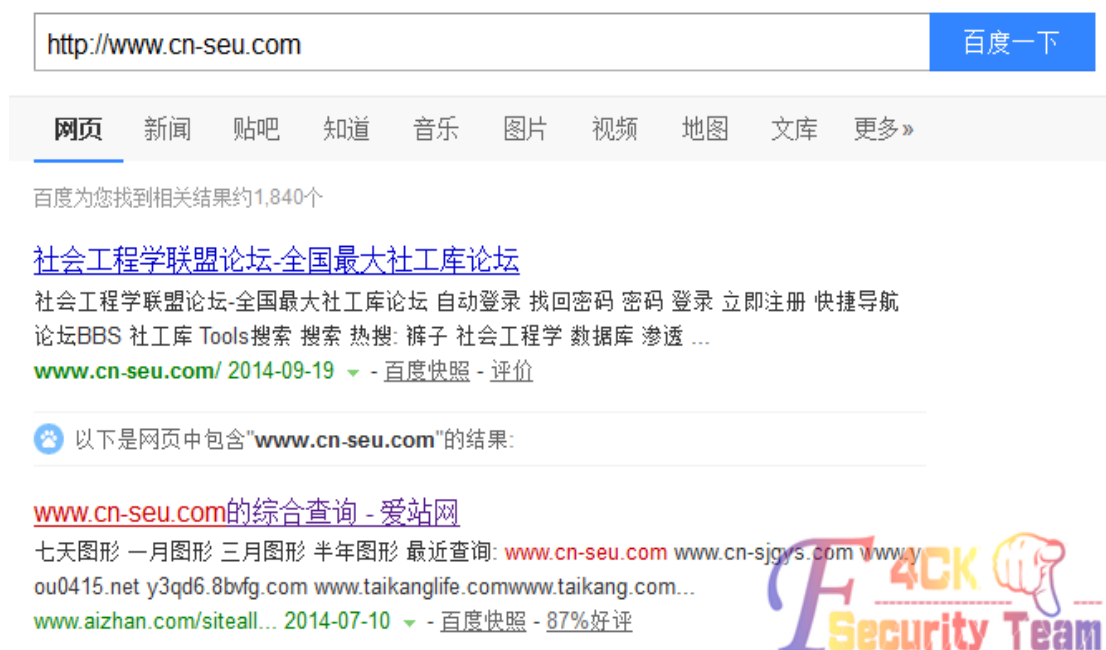 http://www.cn-seu.com
百度一下
网页 新闻 贴吧 知道 音乐 图片 视频 地图 文库 更多»
百度为您找到相关结果约1,840个
社会工程学联盟论坛-全国最大社工库论坛
社会工程学联盟论坛-全国最大社工库论坛 自动登录 找回密码 密码 登录 立即注册 快捷导航
论坛BBS 社工库 Tools搜索 搜索 热搜: 裤子 社会工程学 数据库 渗透 ...
www.cn-seu.com/ 2014-09-19 - 百度快照 - 评价
以下是网页中包含"www.cn-seu.com"的结果:
www.cn-seu.com的综合查询 - 爱站网
七天图形 一月图形 三月图形 半年图形 最近查询: www.cn-seu.com www.cn-sjgys.com www.y
ou0415.net y3qd6.8bvfg.com www.taikanglife.comwww.taikang.com...
www.aizhan.com/siteall... 2014-07-10 - 百度快照 - 87%好评
F4CK
Security Team